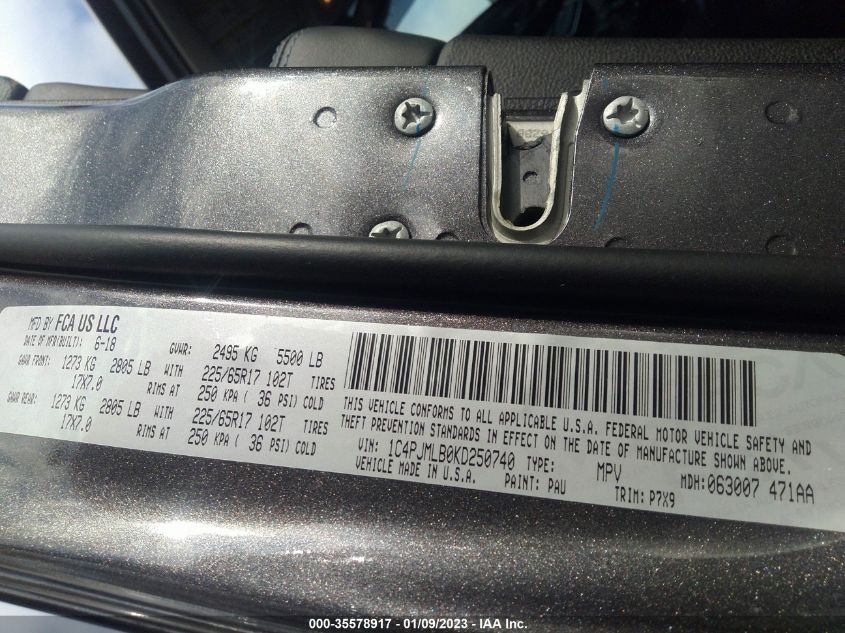 MFD BY FCA US LLC
DATE OF MFD(BUILT): 6-18 GVWR: 2495 KG 5500 LB
GAWR FRONT: 1273 KG 2805 LB WITH 225/65R17 102T TIRES
17X7.0 RIMS AT 250 KPA ( 36 PSI) COLD
GAWR REAR: 1273 KG 2805 LB WITH 225/65R17 102T TIRES
17X7.0 RIMS AT 250 KPA ( 36 PSI) COLD
THIS VEHICLE CONFORMS TO ALL APPLICABLE U.S.A. FEDERAL MOTOR VEHICLE SAFETY AND
THEFT PREVENTION STANDARDS IN EFFECT ON THE DATE OF MANUFACTURE SHOWN ABOVE.
VIN: 1C4PJMLB0KD250740 TYPE: MPV MDH:063007 471AA
VEHICLE MADE IN U.S.A. PAINT: PAU TRIM: P7X9
000-35578917 - 01/09/2023 - IAA Inc.